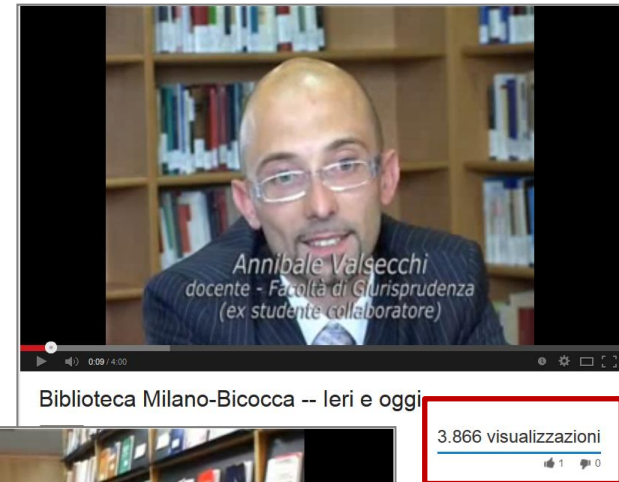 Annibale Valsecchi
docente - Facoltà di Giurisprudenza
(ex studente collaboratore)
0:09 / 4:00
Biblioteca Milano-Bicocca -- Ieri e oggi
3.866 visualizzazioni
1 0